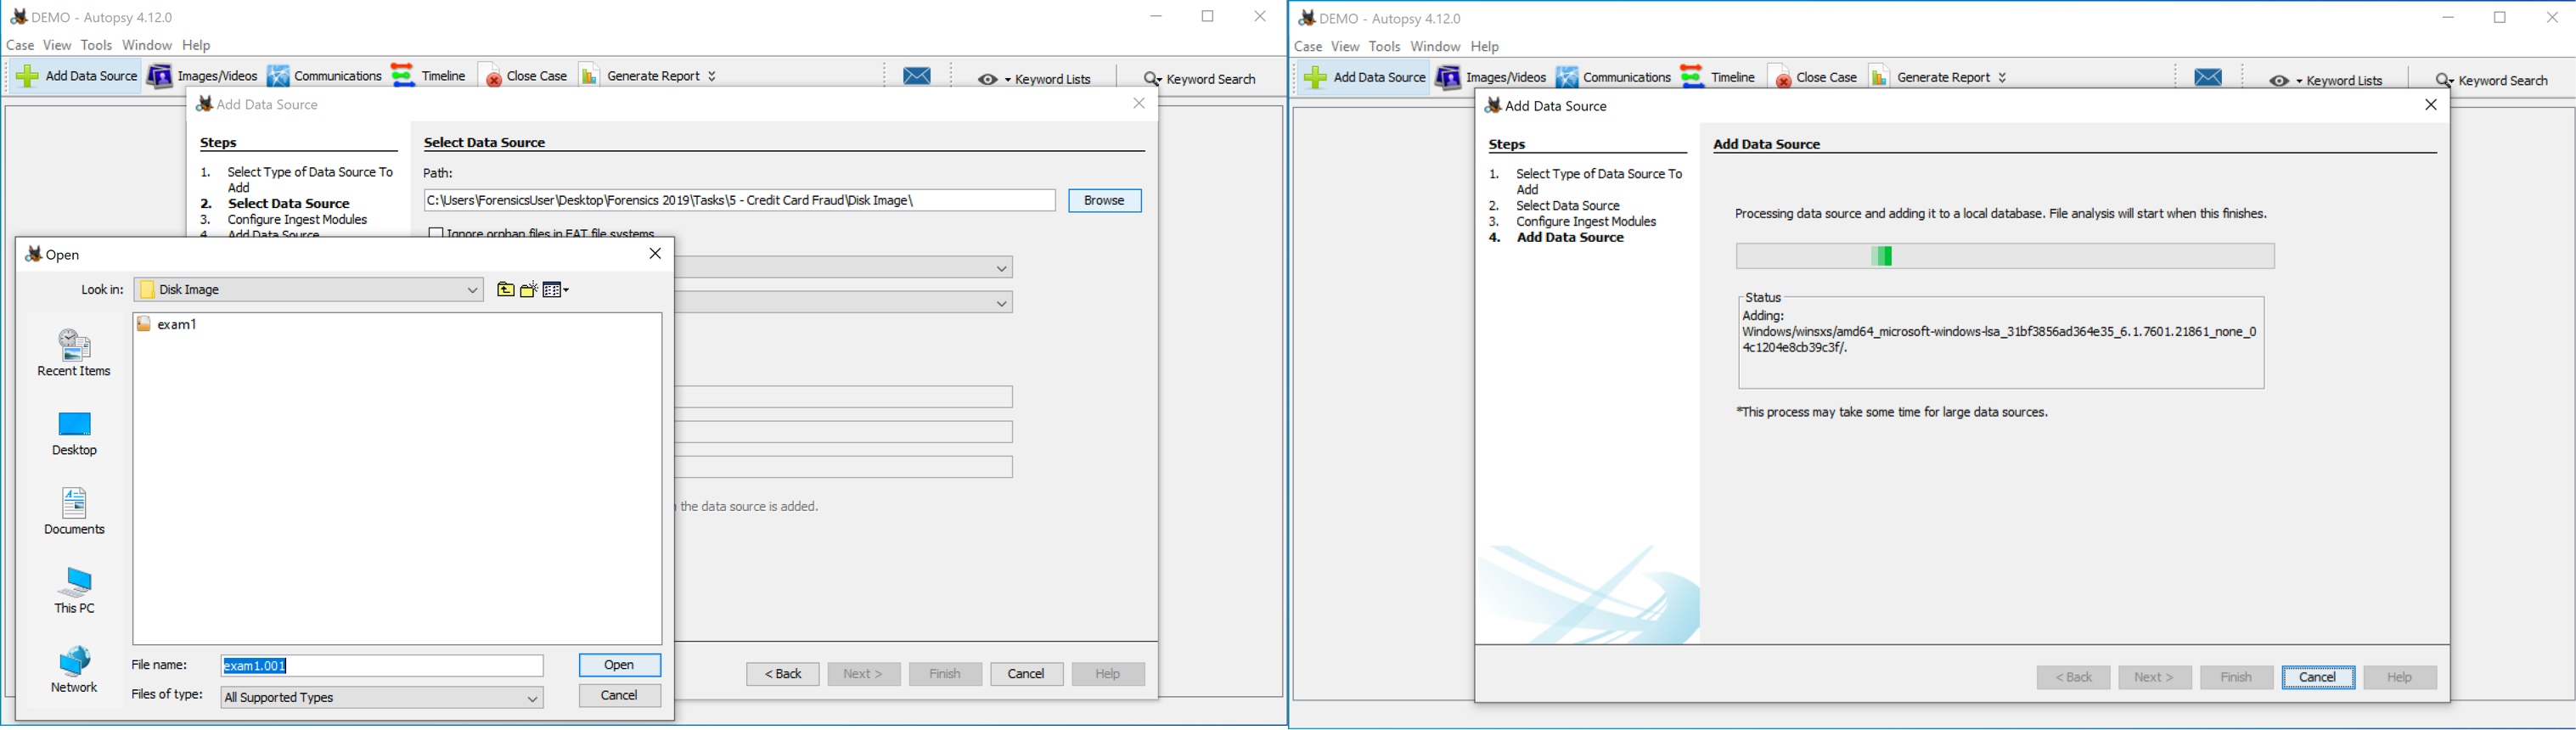 DEMO - Autopsy 4.12.0
Case View Tools Window Help
Add Data Source Images/Videos Communications Timeline Close Case Generate Report Keyword Lists Keyword Search
Add Data Source
Steps
1. Select Type of Data Source To
Add
2. Select Data Source
3. Configure Ingest Modules
4. Add Data Source
Select Data Source
Path:
C:\Users\ForensicsUser\Desktop\Forensics 2019\Tasks\5 - Credit Card Fraud\Disk Image\
Browse
Ignore orphan files in FAT file systems
the data source is added.
< Back Next > Finish Cancel Help
Open
Look in: Disk Image
exam1
Recent Items
Desktop
Documents
This PC
Network
File name: exam1.001 Open
Files of type: All Supported Types Cancel
DEMO - Autopsy 4.12.0
Case View Tools Window Help
Add Data Source Images/Videos Communications Timeline Close Case Generate Report Keyword Lists Keyword Search
Add Data Source
Steps
1. Select Type of Data Source To
Add
2. Select Data Source
3. Configure Ingest Modules
4. Add Data Source
Add Data Source
Processing data source and adding it to a local database. File analysis will start when this finishes.
Status
Adding:
Windows/winsxs/amd64_microsoft-windows-lsa_31bf3856ad364e35_6.1.7601.21861_none_0
4c1204e8cb39c3f/.
*This process may take some time for large data sources.
< Back Next > Finish Cancel Help